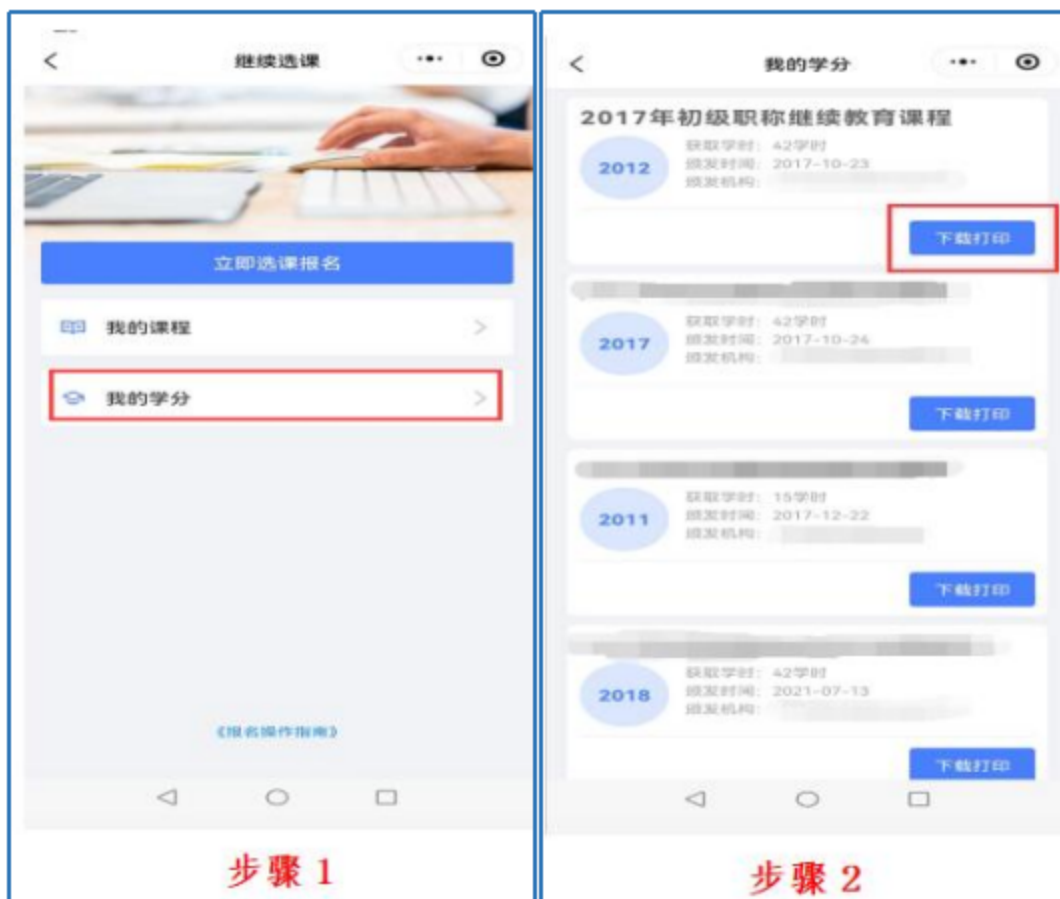 继续选课
立即选课报名
我的课程
我的学分
《报名操作指南》
步骤 1
我的学分
2017年初级职称继续教育课程
2012
获取学时： 42学时
颁发时间： 2017-10-23
颁发机构：
下载打印
2017
获取学时： 42学时
颁发时间： 2017-10-24
颁发机构：
下载打印
2011
获取学时： 15学时
颁发时间： 2017-12-22
颁发机构：
下载打印
2018
获取学时： 42学时
颁发时间： 2021-07-13
颁发机构：
下载打印
步骤 2